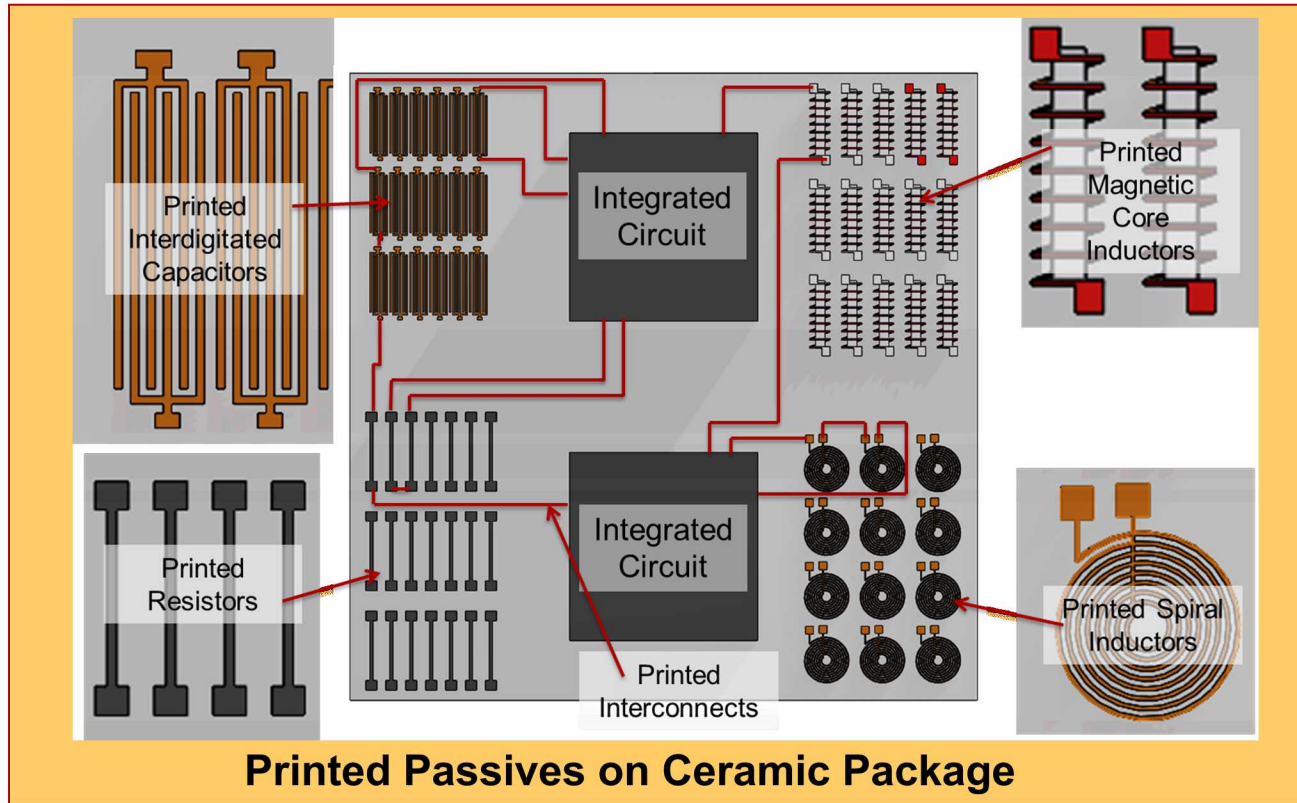 Printed
Interdigitated
Capacitors
Integrated
Circuit
Printed
Magnetic
Core
Inductors
Printed
Resistors
Integrated
Circuit
Printed Spiral
Inductors
Printed
Interconnects
Printed Passives on Ceramic Package